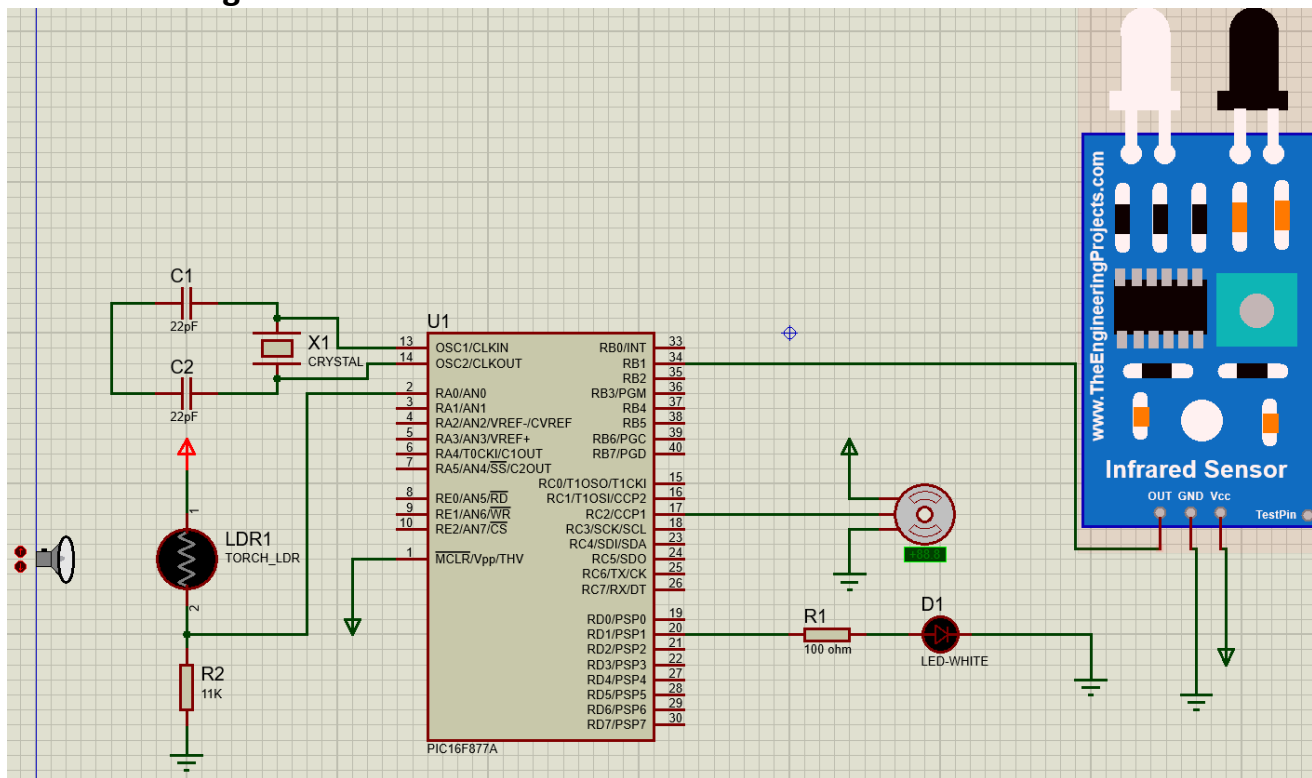 C1
22pF
C2
22pF
X1
CRYSTAL
LDR1
TORCH_LDR
1
2
R2
11K
U1
13 OSC1/CLKIN
14 OSC2/CLKOUT
2 RA0/AN0
3 RA1/AN1
4 RA2/AN2/VREF-/CVREF
5 RA3/AN3/VREF+
6 RA4/T0CKI/C1OUT
7 RA5/AN4/SS/C2OUT
8 RE0/AN5/RD
9 RE1/AN6/WR
10 RE2/AN7/CS
1 MCLR/Vpp/THV
RB0/INT 33
RB1 34
RB2 35
RB3/PGM 36
RB4 37
RB5 38
RB6/PGC 39
RB7/PGD 40
RC0/T1OSO/T1CKI 15
RC1/T1OSI/CCP2 16
RC2/CCP1 17
RC3/SCK/SCL 18
RC4/SDI/SDA 23
RC5/SDO 24
RC6/TX/CK 25
RC7/RX/DT 26
RD0/PSP0 19
RD1/PSP1 20
RD2/PSP2 21
RD3/PSP3 22
RD4/PSP4 27
RD5/PSP5 28
RD6/PSP6 29
RD7/PSP7 30
PIC16F877A
+88.8
R1
100 ohm
D1
LED-WHITE
www.TheEngineeringProjects.com
Infrared Sensor
OUT GND Vcc
TestPin